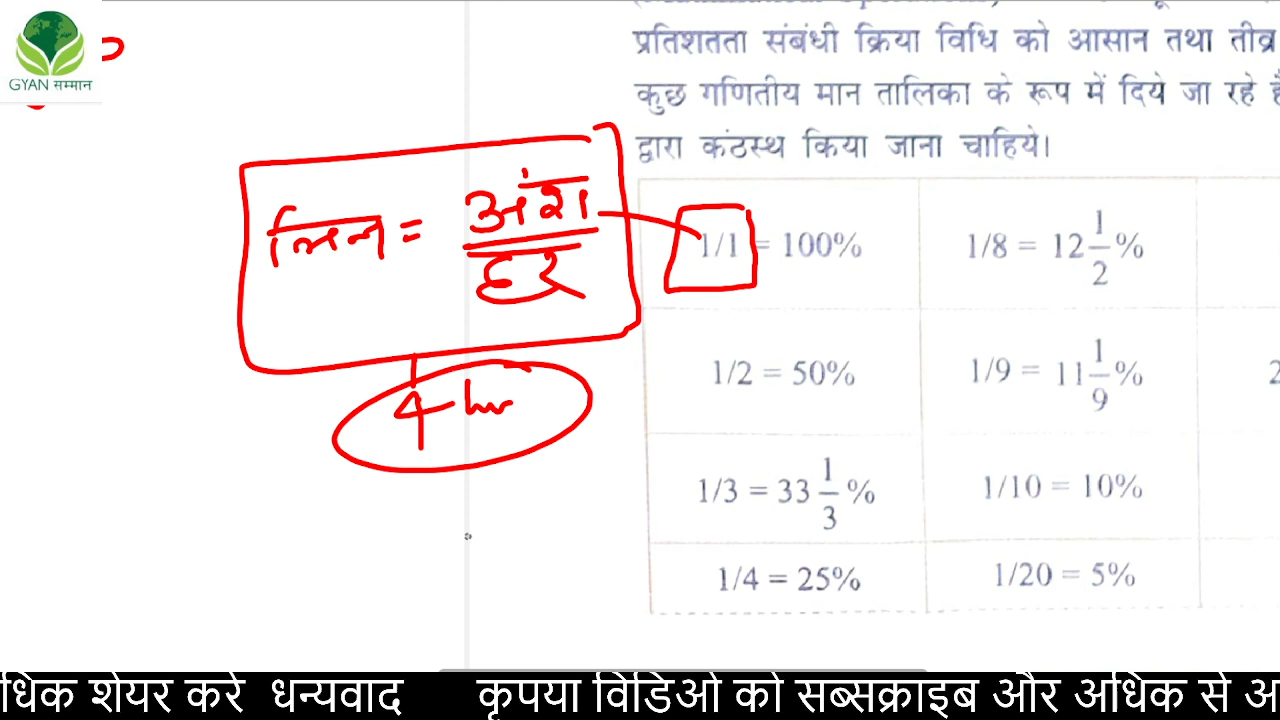 GYAN सम्मान
प्रतिशतता संबंधी क्रिया विधि को आसान तथा तीव्र
कुछ गणितीय मान तालिका के रूप में दिये जा रहे
द्वारा कंठस्थ किया जाना चाहिये।
= अंश/हर
4 hr
1/1 = 100%
1/8 = 12 1/2 %
1/2 = 50%
1/9 = 11 1/9 %
2
1/3 = 33 1/3 %
1/10 = 10%
1/4 = 25%
1/20 = 5%
धिक शेयर करें धन्यवाद कृपया विडिओ को सब्सक्राइब और अधिक से अ